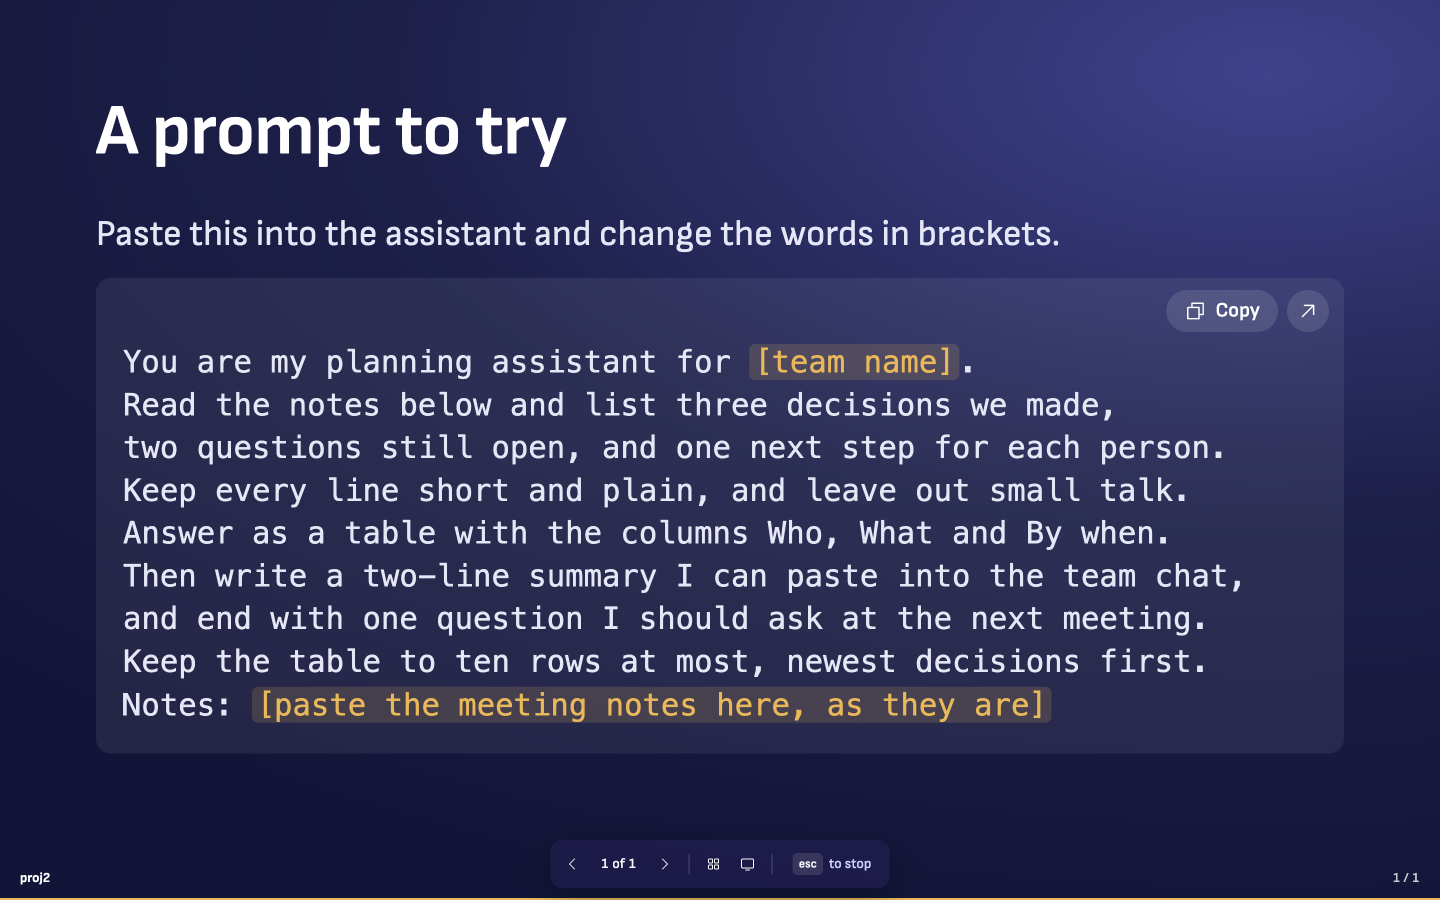 A prompt to try
Paste this into the assistant and change the words in brackets.
Copy
You are my planning assistant for [team name].
Read the notes below and list three decisions we made,
two questions still open, and one next step for each person.
Keep every line short and plain, and leave out small talk.
Answer as a table with the columns Who, What and By when.
Then write a two-line summary I can paste into the team chat,
and end with one question I should ask at the next meeting.
Keep the table to ten rows at most, newest decisions first.
Notes: [paste the meeting notes here, as they are]
1 of 1
esc to stop
proj2
1 / 1